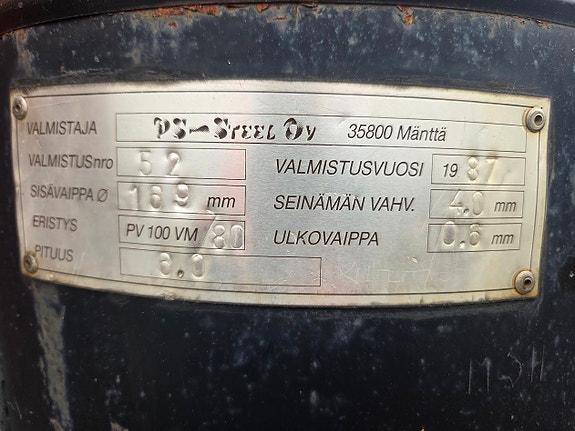 VALMISTAJA PS-STEEL OY 35800 Mänttä
VALMISTUSnro 52 VALMISTUSVUOSI 1987
SISÄVAIPPA Ø 169 mm SEINÄMÄN VAHV. 4.0 mm
ERISTYS PV 100 VM/80 ULKOVAIPPA 0.6 mm
PITUUS 6.0